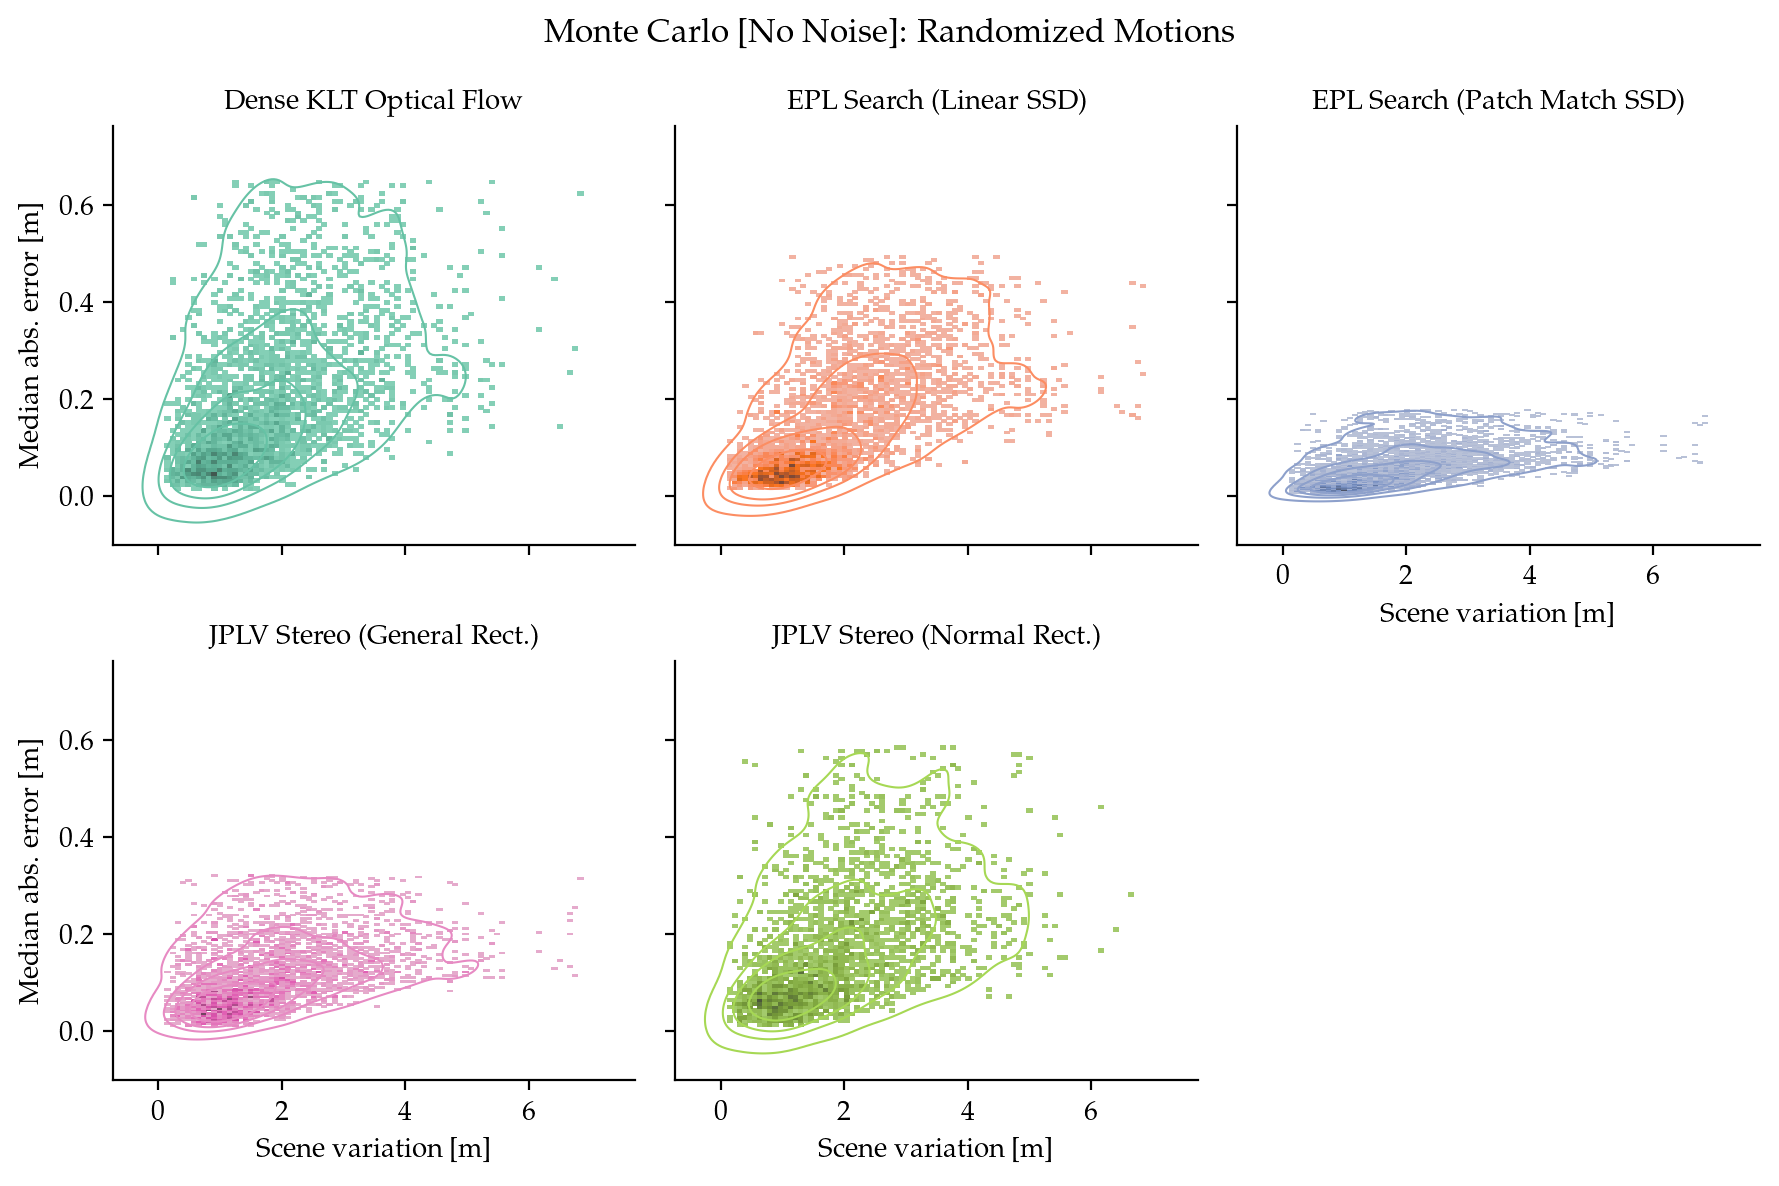 Monte Carlo [No Noise]: Randomized Motions
Dense KLT Optical Flow
EPL Search (Linear SSD)
EPL Search (Patch Match SSD)
Median abs. error [m]
0.6
0.4
0.2
0.0
0 2 4 6
Scene variation [m]
JPLV Stereo (General Rect.)
JPLV Stereo (Normal Rect.)
Median abs. error [m]
0.6
0.4
0.2
0.0
0 2 4 6
Scene variation [m]
0 2 4 6
Scene variation [m]